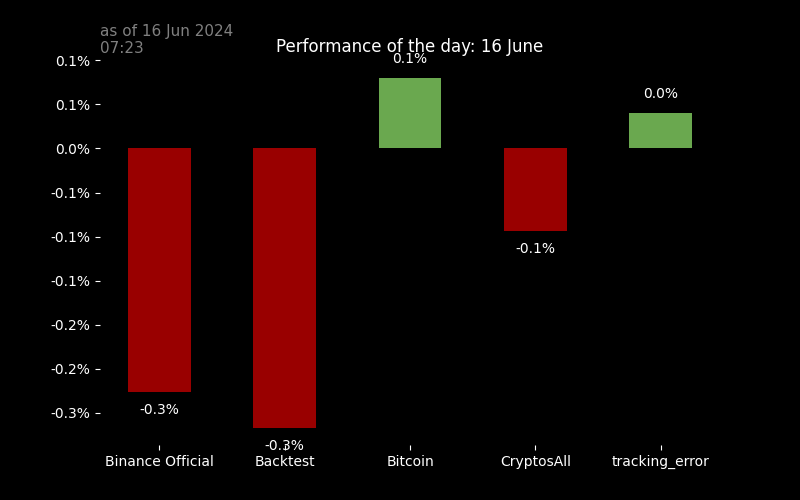 as of 16 Jun 2024
07:23
Performance of the day: 16 June
0.1%
0.1%
0.0%
-0.1%
-0.1%
-0.1%
-0.2%
-0.2%
-0.3%
-0.3%
-0.3%
0.1%
-0.1%
0.0%
Binance Official
Backtest
Bitcoin
CryptosAll
tracking_error